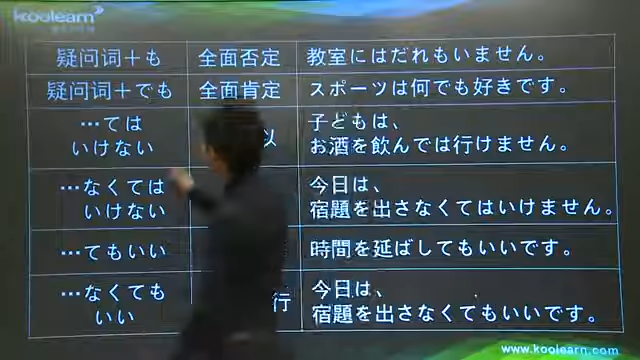 koolearn
疑问词＋も 全面否定 教室にはだれもいません。
疑问词＋でも 全面肯定 スポーツは何でも好きです。
…ては
いけない
以
子どもは、
お酒を飲んでは行けません。
…なくては
いけない
今日は、
宿題を出さなくてはいけません。
…てもいい
時間を延ばしてもいいです。
…なくても
いい
行
今日は、
宿題を出さなくてもいいです。
www.koolearn.com